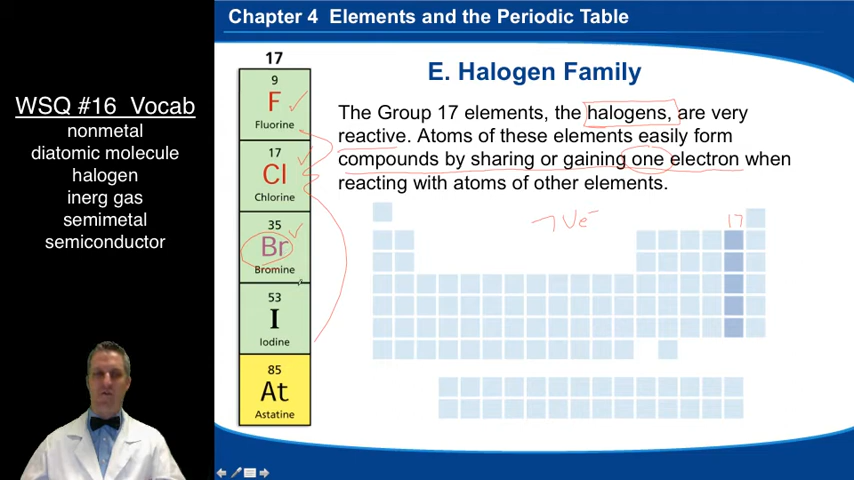 Chapter 4 Elements and the Periodic Table
WSQ #16 Vocab
nonmetal
diatomic molecule
halogen
inerg gas
semimetal
semiconductor
17
9
F
Fluorine
17
Cl
Chlorine
35
Br
Bromine
53
I
Iodine
85
At
Astatine
E. Halogen Family
The Group 17 elements, the halogens, are very
reactive. Atoms of these elements easily form
compounds by sharing or gaining one electron when
reacting with atoms of other elements.
7 Ve⁻
17